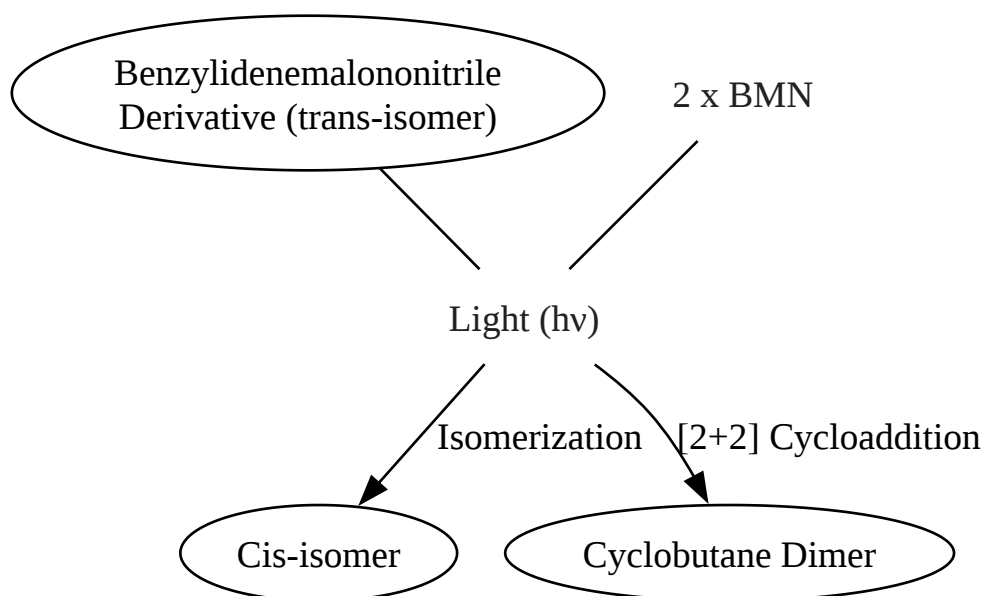 Benzylidenemalononitrile
Derivative (trans-isomer)
2 x BMN
Light (hν)
Isomerization
[2+2] Cycloaddition
Cis-isomer
Cyclobutane Dimer